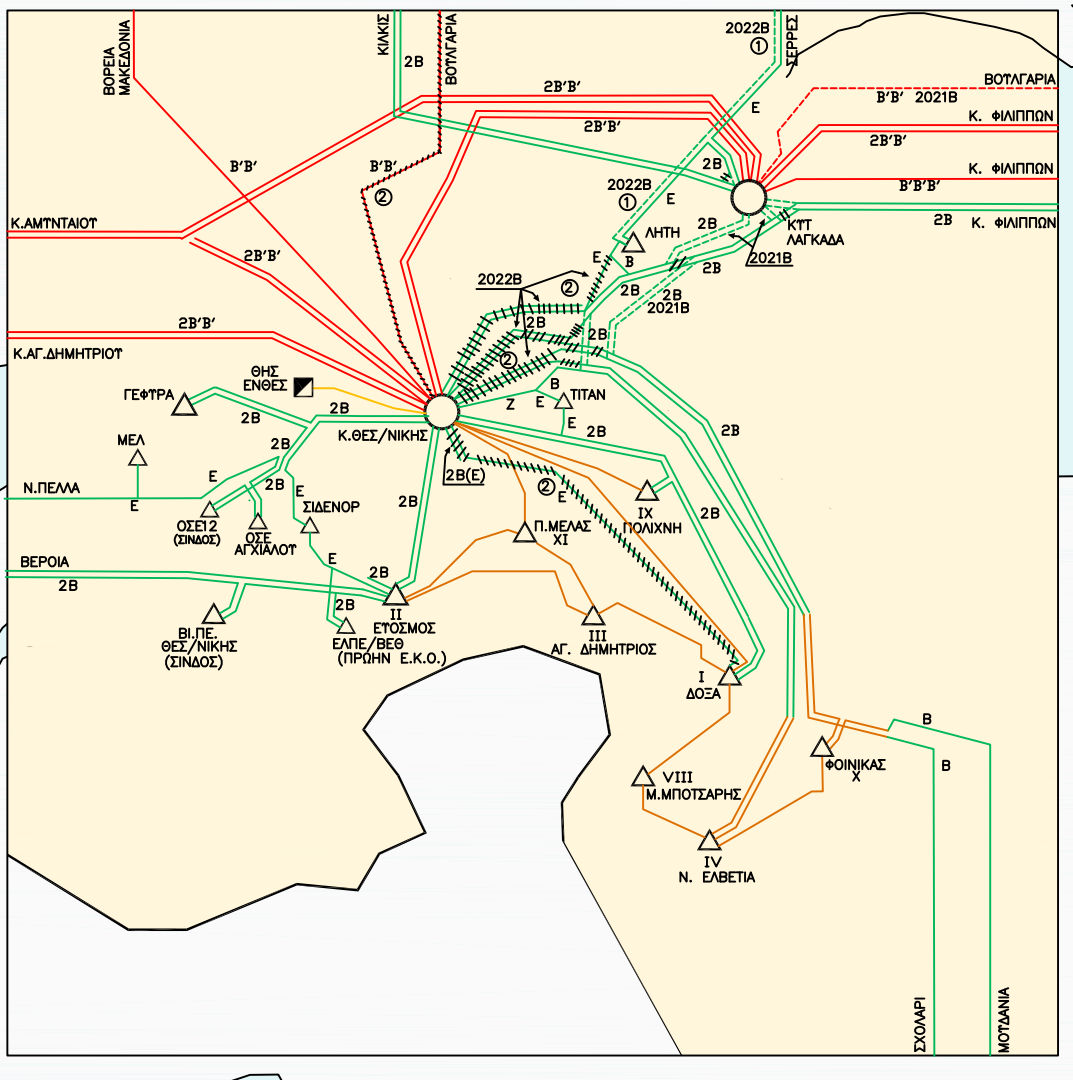 ΒΟΡΕΙΑ
ΜΑΚΕΔΟΝΙΑ
ΚΙΛΚΙΣ
2Β
ΒΟΥΛΓΑΡΙΑ
2022Β
1
ΣΕΡΡΕΣ
2Β'Β'
Ε
ΒΟΥΛΓΑΡΙΑ
Β'Β' 2021Β
Κ. ΦΙΛΙΠΠΩΝ
2Β'Β'
2Β'Β'
Β'Β'
Β'Β'
2
2Β
2022Β
1
Ε
Κ. ΦΙΛΙΠΠΩΝ
Β'Β'Β'
2Β
Κ. ΦΙΛΙΠΠΩΝ
Κ.ΑΜΥΝΤΑΙΟΥ
2Β'Β'
ΛΗΤΗ
2Β
ΚΥΤ
ΛΑΓΚΑΔΑ
2021Β
Ε
Β
2Β
2022Β
2
2Β
2Β
2021Β
2Β'Β'
Κ.ΑΓ.ΔΗΜΗΤΡΙΟΥ
2Β
2Β
2
ΘΗΣ
ΕΝΘΕΣ
ΓΕΦΥΡΑ
2Β
2Β
Κ.ΘΕΣ/ΝΙΚΗΣ
Ζ
Β
Ε
ΤΙΤΑΝ
Ε
2Β
2Β
ΜΕΛ
2Β
Ε
2Β
Ν.ΠΕΛΛΑ
Ε
Ε
ΣΙΔΕΝΟΡ
2Β
2Β(Ε)
2
Ε
ΙΧ
ΠΟΛΙΧΝΗ
2Β
ΟΣΕ12
(ΣΙΝΔΟΣ)
ΟΣΕ
ΑΓΧΙΑΛΟΥ
Π.ΜΕΛΑΣ
ΧΙ
ΒΕΡΟΙΑ
2Β
Ε
2Β
2Β
ΙΙ
ΕΥΟΣΜΟΣ
ΒΙ.ΠΕ.
ΘΕΣ/ΝΙΚΗΣ
(ΣΙΝΔΟΣ)
ΕΛΠΕ/ΒΕΘ
(ΠΡΩΗΝ Ε.Κ.Ο.)
ΙΙΙ
ΑΓ. ΔΗΜΗΤΡΙΟΣ
Ι
ΔΟΞΑ
Β
Β
ΦΟΙΝΙΚΑΣ
Χ
VIII
Μ.ΜΠΟΤΣΑΡΗΣ
IV
Ν. ΕΛΒΕΤΙΑ
ΣΧΟΛΑΡΙ
ΜΟΥΔΑΝΙΑ